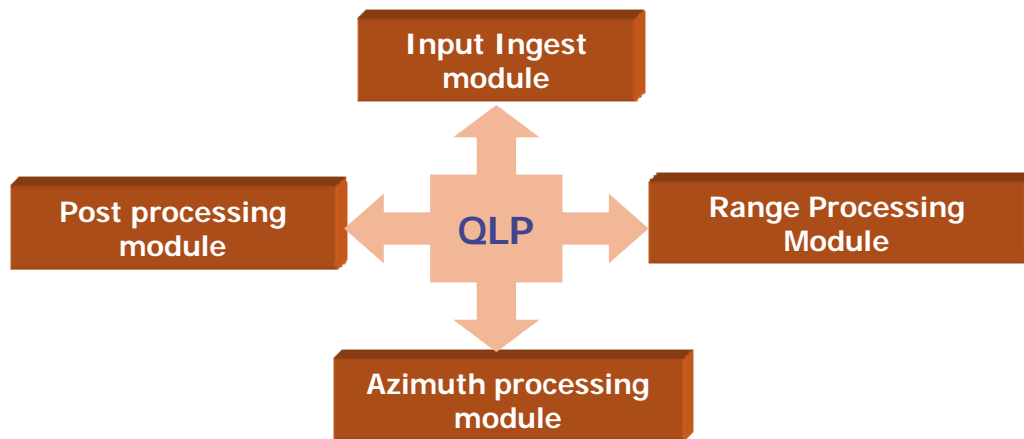 Input Ingest
module
Post processing
module
QLP
Range Processing
Module
Azimuth processing
module